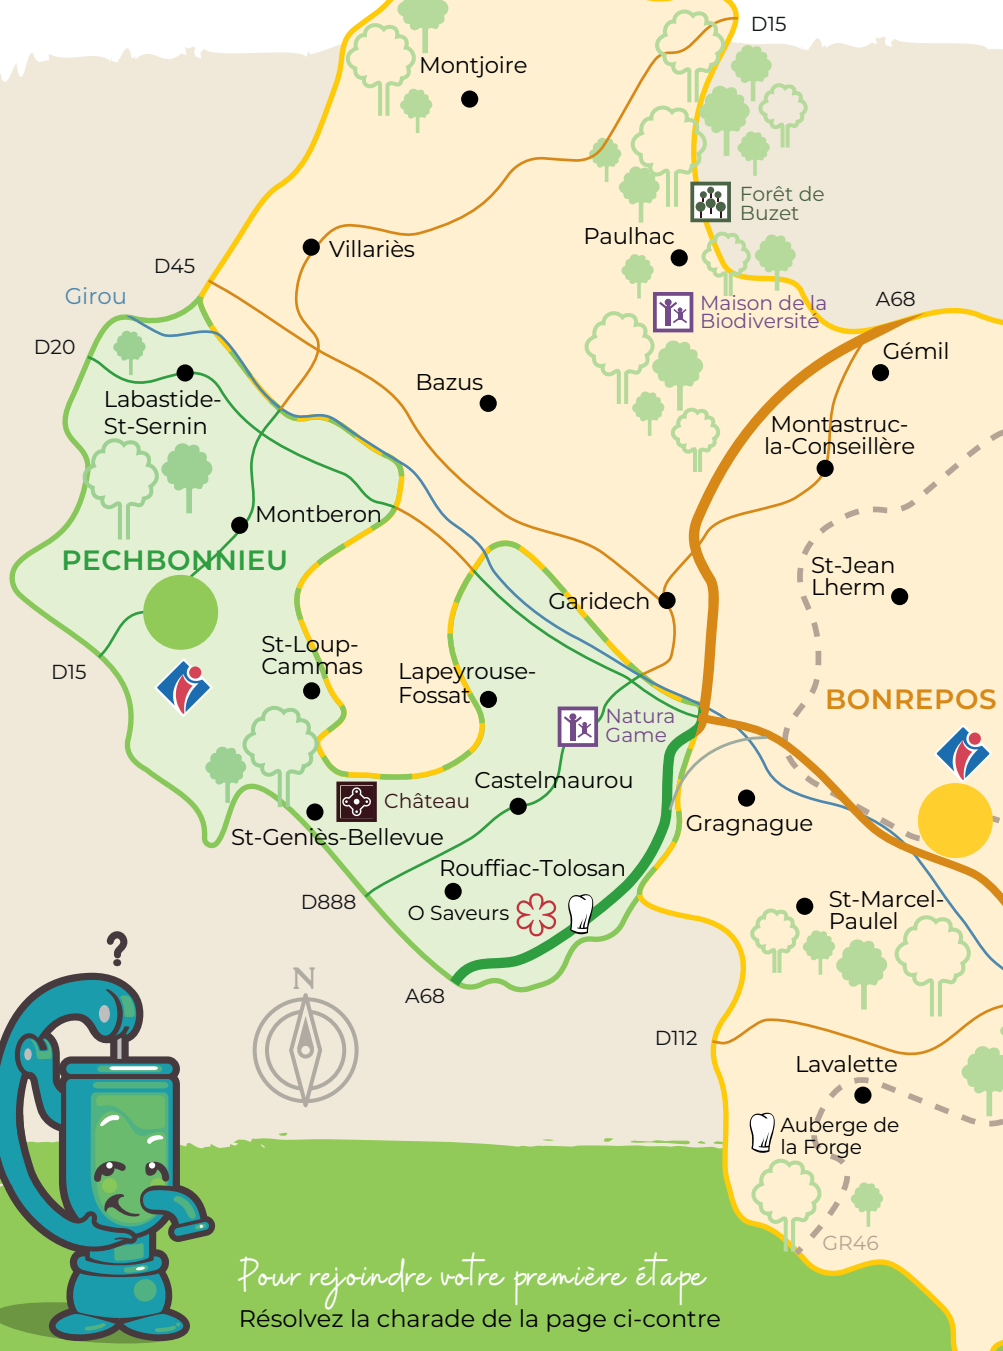 D15
Montjoire
Forêt de
Buzet
Paulhac
Villariès
D45
Girou
Maison de la
Biodiversité
A68
D20
Gémil
Bazus
Labastide-
St-Sernin
Montastruc-
la-Conseillère
Montberon
PECHBONNIEU
St-Jean
Lherm
Garidech
St-Loup-
Cammas
D15
Lapeyrouse-
Fossat
BONREPOS
Natura
Game
Castelmaurou
Château
Gragnague
St-Geniès-Bellevue
Rouffiac-Tolosan
D888
O Saveurs
St-Marcel-
Paulel
?
N
A68
D112
Lavalette
Auberge de
la Forge
GR46
Pour rejoindre votre première étape
Résolvez la charade de la page ci-contre